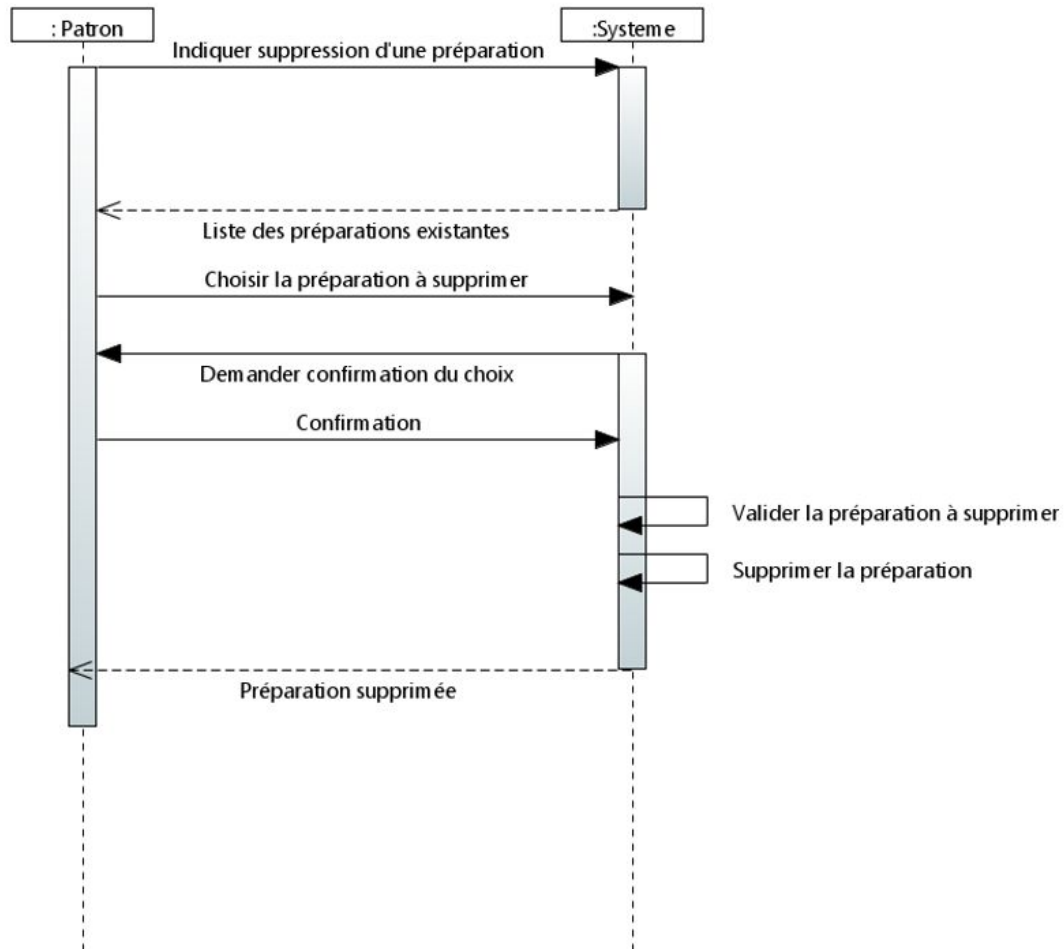 : Patron
:Systeme
Indiquer suppression d'une préparation
Liste des préparations existantes
Choisir la préparation à supprimer
Demander confirmation du choix
Confirmation
Valider la préparation à supprimer
Supprimer la préparation
Préparation supprimée